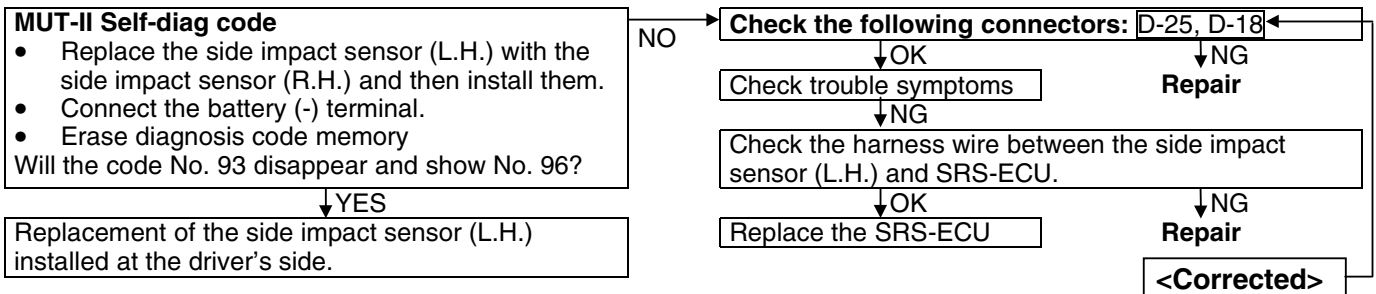 MUT-II Self-diag code
• Replace the side impact sensor (L.H.) with the
side impact sensor (R.H.) and then install them.
• Connect the battery (-) terminal.
• Erase diagnosis code memory
Will the code No. 93 disappear and show No. 96?
YES
Replacement of the side impact sensor (L.H.)
installed at the driver's side.
NO
Check the following connectors: D-25, D-18
OK
NG
Check trouble symptoms
Repair
NG
Check the harness wire between the side impact
sensor (L.H.) and SRS-ECU.
OK
NG
Replace the SRS-ECU
Repair
<Corrected>